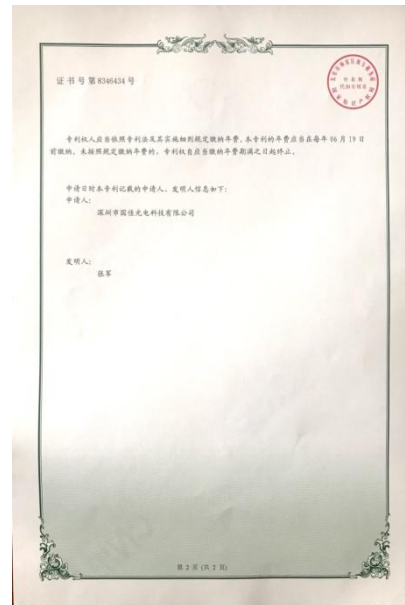 证书号第8346434号
专利权人应当依照专利法及其实施细则规定缴纳年费。本专利的年费应当在每年06月19日
前缴纳。未按照规定缴纳年费的，专利权自应当缴纳年费期满之日起终止。
申请日时本专利记载的申请人、发明人信息如下：
申请人：
深圳市国佳光电科技有限公司
发明人：
张军
第2页(共2页)